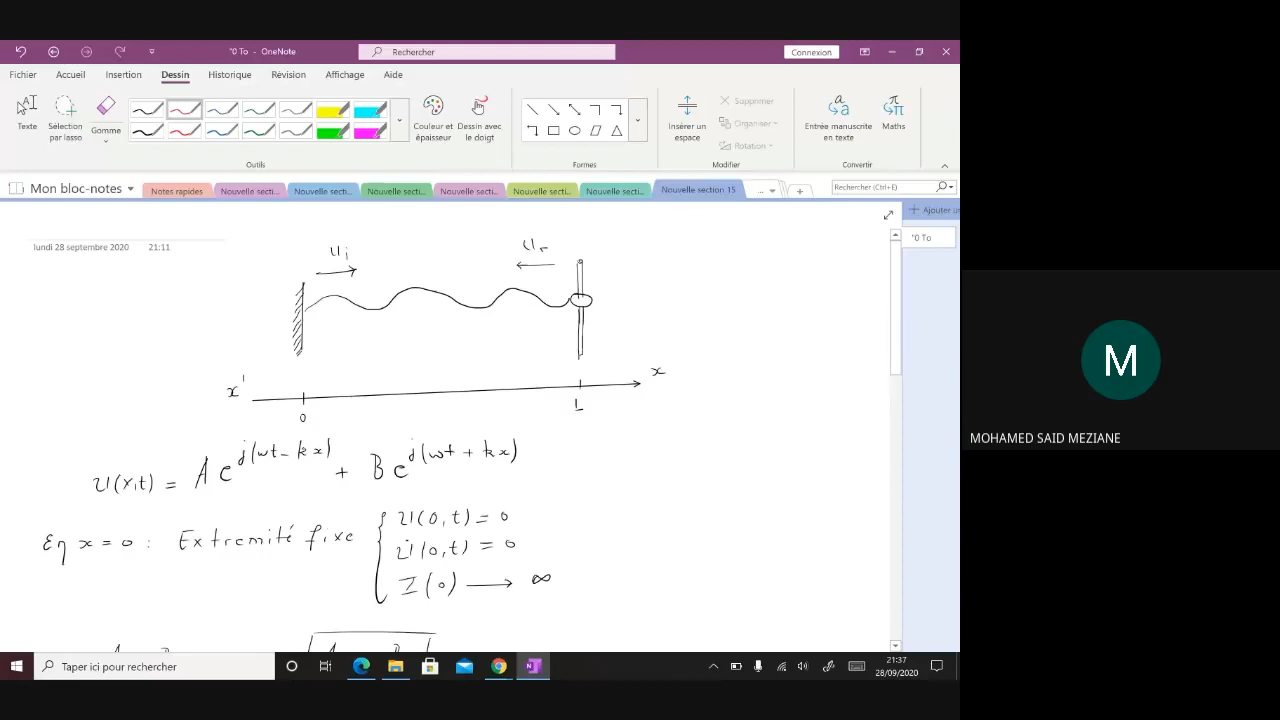 "0 To - OneNote
Rechercher
Connexion
Fichier Accueil Insertion Dessin Historique Révision Affichage Aide
Texte
Sélection par lasso
Gomme
Couleur et épaisseur
Dessin avec le doigt
Insérer un espace
Supprimer
Organiser
Rotation
Entrée manuscrite en texte
Maths
Outils Formes Modifier Convertir
Mon bloc-notes
Notes rapides Nouvelle secti... Nouvelle secti... Nouvelle secti... Nouvelle secti... Nouvelle secti... Nouvelle secti... Nouvelle section 15 ...
Rechercher (Ctrl+E)
Ajouter un
"0 To
lundi 28 septembre 2020 21:11
U_i U_r
x' x
0 L
U(x,t) = A e^{j(ωt - kx)} + B e^{j(ωt + kx)}
En x = 0 : Extremité fixe
U(0,t) = 0
U̇(0,t) = 0
Z(0) → ∞
M
MOHAMED SAID MEZIANE
Taper ici pour rechercher
21:37
28/09/2020